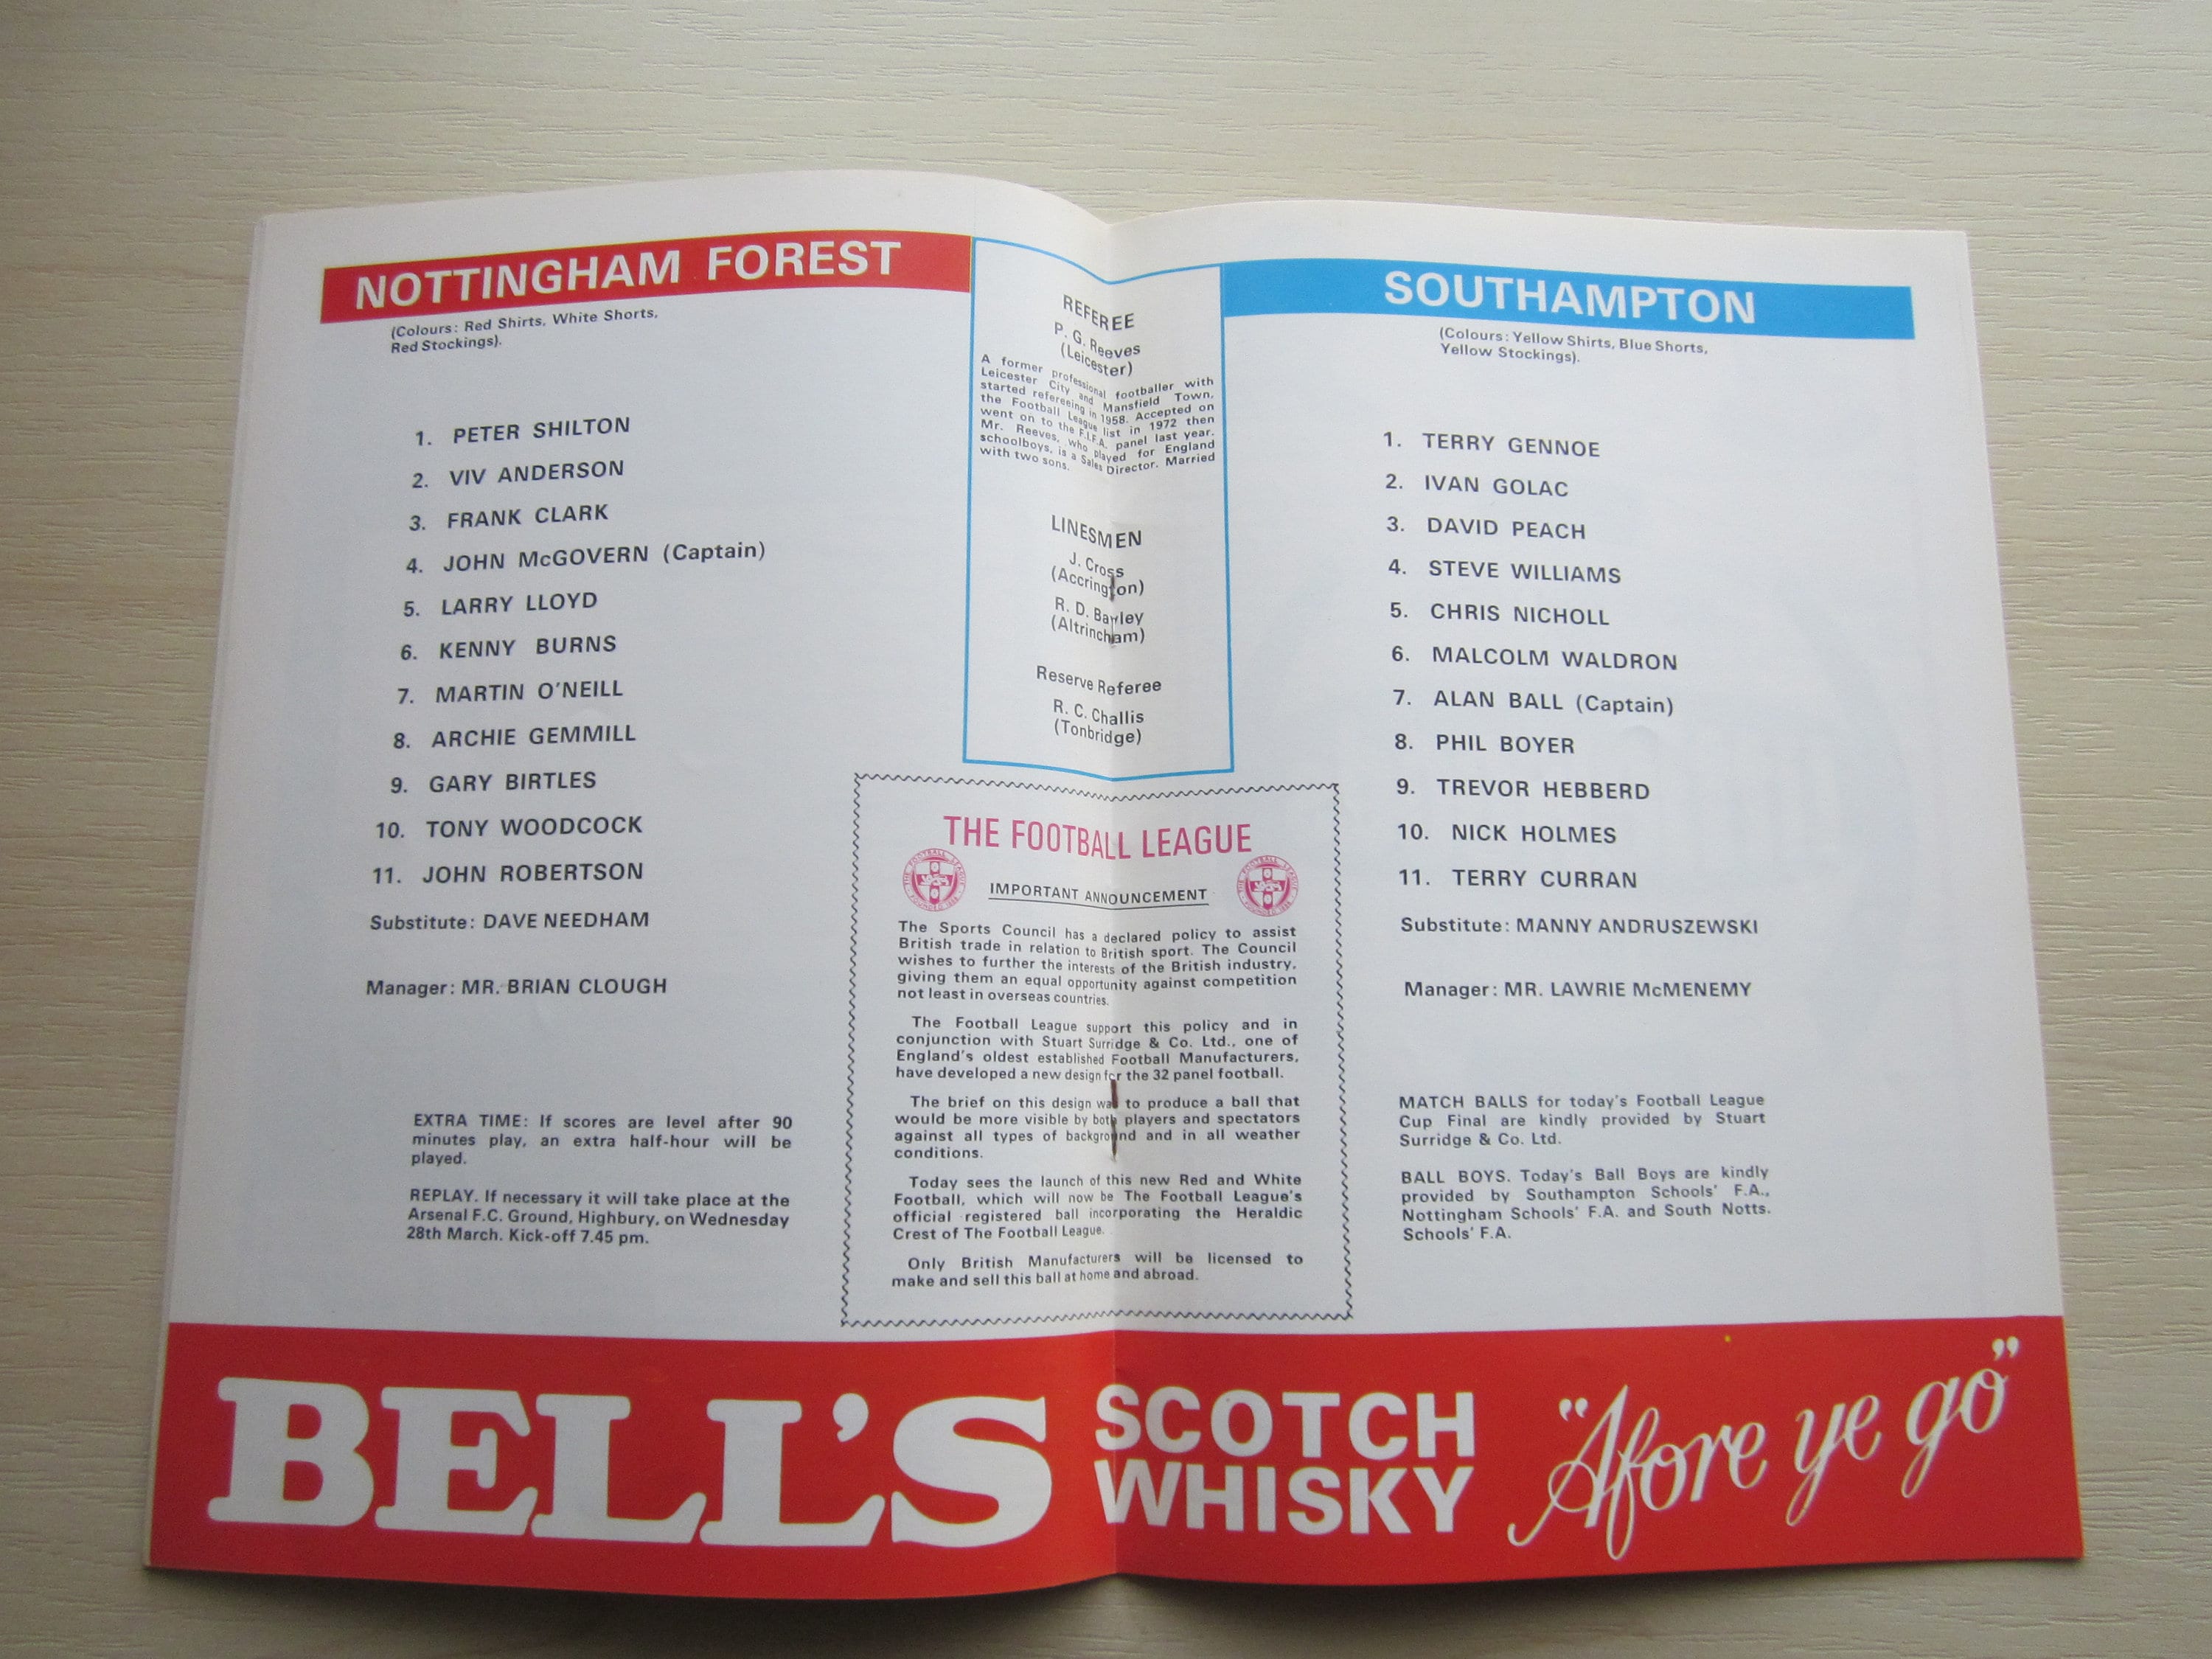 NOTTINGHAM FOREST
(Colours: Red Shirts, White Shorts,
Red Stockings).
1. PETER SHILTON
2. VIV ANDERSON
3. FRANK CLARK
4. JOHN McGOVERN (Captain)
5. LARRY LLOYD
6. KENNY BURNS
7. MARTIN O'NEILL
8. ARCHIE GEMMILL
9. GARY BIRTLES
10. TONY WOODCOCK
11. JOHN ROBERTSON
Substitute: DAVE NEEDHAM
Manager: MR. BRIAN CLOUGH
EXTRA TIME: If scores are level after 90
minutes play, an extra half-hour will be
played.
REPLAY. If necessary it will take place at the
Arsenal F.C. Ground, Highbury, on Wednesday
28th March. Kick-off 7.45 pm.
REFEREE
P. G. Reeves
(Leicester)
A former professional footballer with
Leicester City and Mansfield Town,
started refereeing in 1958. Accepted on
the Football League list in 1972 then
went on to the F.I.F.A. panel last year.
Mr. Reeves, who played for England
schoolboys, is a Sales Director. Married
with two sons.
LINESMEN
J. Cross
(Accrington)
R. D.
(Altrincham)
Reserve Referee
R. C. Challis
(Tonbridge)
THE FOOTBALL LEAGUE
IMPORTANT ANNOUNCEMENT
The Sports Council has a declared policy to assist
British trade in relation to British sport. The Council
wishes to further the interests of the British industry,
giving them an equal opportunity against competition
not least in overseas countries.
The Football League support this policy and in
conjunction with Stuart Surridge & Co. Ltd., one of
England's oldest established Football Manufacturers,
have developed a new design for the 32 panel football.
The brief on this design was to produce a ball that
would be more visible by both players and spectators
against all types of background and in all weather
conditions.
Today sees the launch of this new Red and White
Football, which will now be The Football League's
official registered ball incorporating the Heraldic
Crest of The Football League.
Only British Manufacturers will be licensed to
make and sell this ball at home and abroad.
SOUTHAMPTON
(Colours: Yellow Shirts, Blue Shorts,
Yellow Stockings).
1. TERRY GENNOE
2. IVAN GOLAC
3. DAVID PEACH
4. STEVE WILLIAMS
5. CHRIS NICHOLL
6. MALCOLM WALDRON
7. ALAN BALL (Captain)
8. PHIL BOYER
9. TREVOR HEBBERD
10. NICK HOLMES
11. TERRY CURRAN
Substitute: MANNY ANDRUSZEWSKI
Manager: MR. LAWRIE McMENEMY
MATCH BALLS for today's Football League
Cup Final are kindly provided by Stuart
Surridge & Co. Ltd.
BALL BOYS. Today's Ball Boys are kindly
provided by Southampton Schools' F.A.,
Nottingham Schools' F.A. and South Notts.
Schools' F.A.
BELL'S SCOTCH WHISKY "Afore ye go"